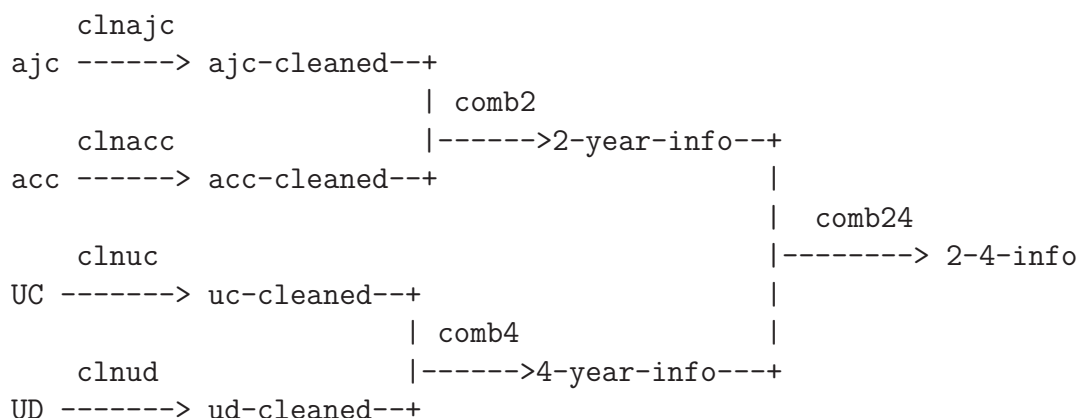 clnajc
ajc ------> ajc-cleaned--+
| comb2
clnacc |------>2-year-info--+
acc ------> acc-cleaned--+ |
| comb24
clnuc |--------> 2-4-info
UC -------> uc-cleaned--+ |
| comb4 |
clnud |------>4-year-info---+
UD -------> ud-cleaned--+